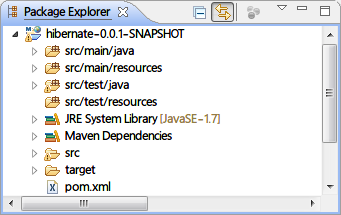 Package Explorer
hibernate-0.0.1-SNAPSHOT
src/main/java
src/main/resources
src/test/java
src/test/resources
JRE System Library [JavaSE-1.7]
Maven Dependencies
src
target
pom.xml